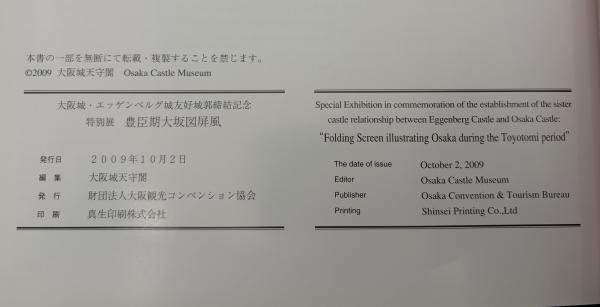 本書の一部を無断にて転載・複製することを禁じます。
©2009 大阪城天守閣 Osaka Castle Museum
大阪城・エッゲンベルグ城友好城郭締結記念
特別展 豊臣期大坂図屏風
発行日 2009年10月2日
編集 大阪城天守閣
発行 財団法人大阪観光コンベンション協会
印刷 真生印刷株式会社
Special Exhibition in commemoration of the establishment of the sister
castle relationship between Eggenberg Castle and Osaka Castle:
"Folding Screen illustrating Osaka during the Toyotomi period"
The date of issue October 2, 2009
Editor Osaka Castle Museum
Publisher Osaka Convention & Tourism Bureau
Printing Shinsei Printing Co.,Ltd